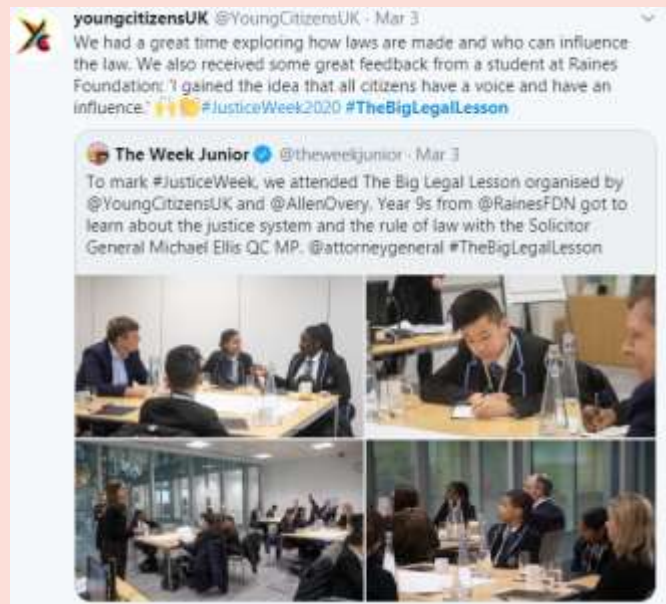 youngcitizensUK @YoungCitizensUK · Mar 3
We had a great time exploring how laws are made and who can influence
the law. We also received some great feedback from a student at Raines
Foundation: 'I gained the idea that all citizens have a voice and have an
influence.' 🙌👏#JusticeWeek2020 #TheBigLegalLesson
The Week Junior @theweekjunior · Mar 3
To mark #JusticeWeek, we attended The Big Legal Lesson organised by
@YoungCitizensUK and @AllenOvery. Year 9s from @RainesFDN got to
learn about the justice system and the rule of law with the Solicitor
General Michael Ellis QC MP. @attorneygeneral #TheBigLegalLesson